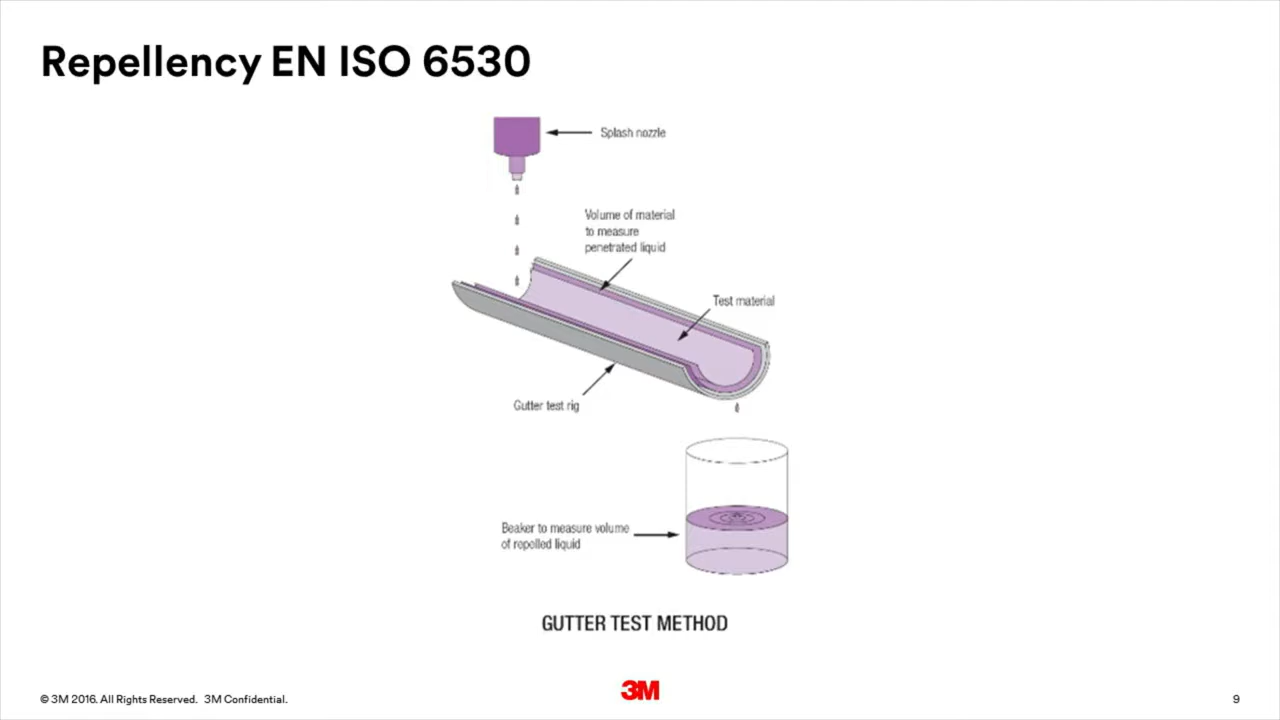 Repellency EN ISO 6530
Splash nozzle
Volume of material
to measure
penetrated liquid
Test material
Gutter test rig
Beaker to measure volume
of repelled liquid
GUTTER TEST METHOD
© 3M 2016. All Rights Reserved. 3M Confidential.
3M
9